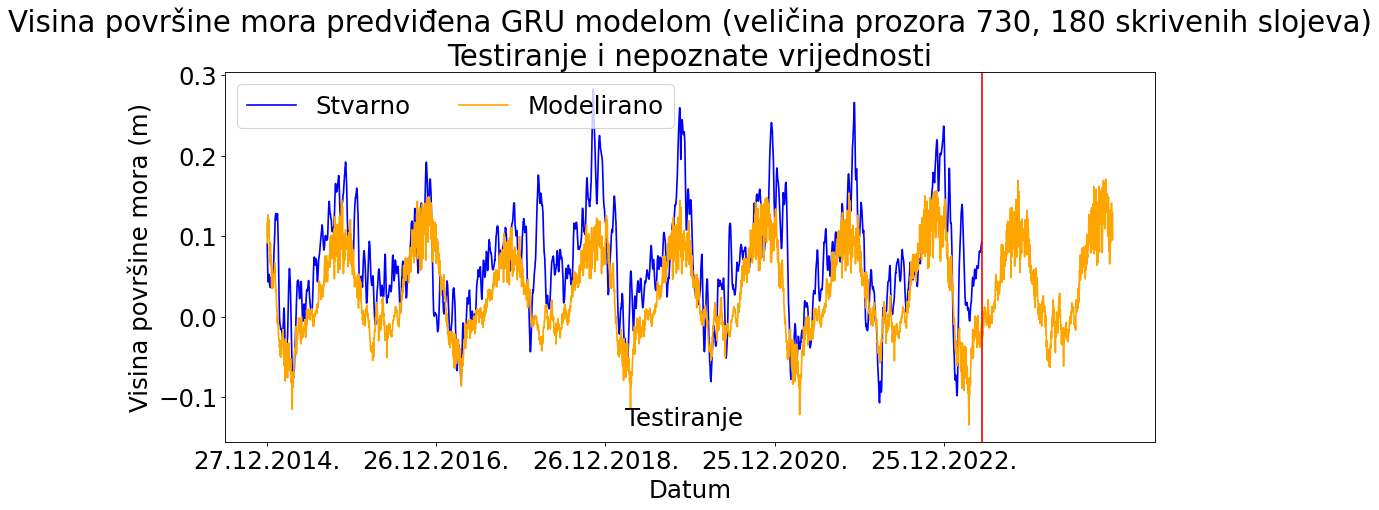 Visina površine mora predviđena GRU modelom (veličina prozora 730, 180 skrivenih slojeva)
Testiranje i nepoznate vrijednosti
Stvarno
Modelirano
Visina površine mora (m)
0.3
0.2
0.1
0.0
−0.1
Testiranje
27.12.2014.
26.12.2016.
26.12.2018.
25.12.2020.
25.12.2022.
Datum